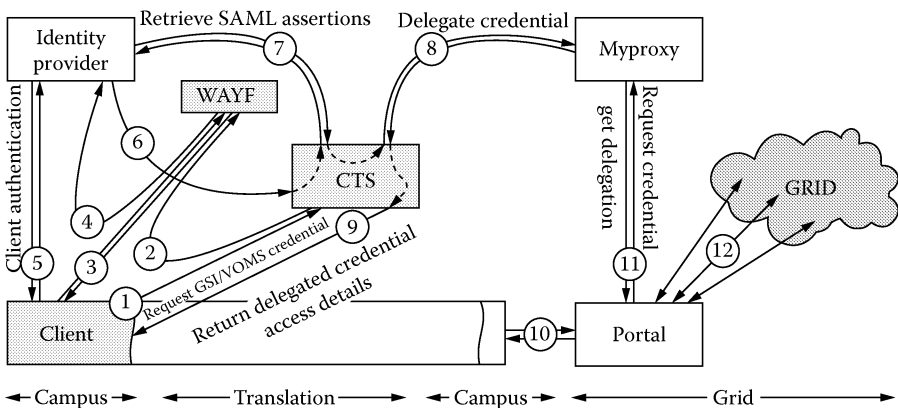 Retrieve SAML assertions
Delegate credential
Identity
provider
7
8
Myproxy
WAYF
Client authentication
6
CTS
Request credential
get delegation
GRID
4
2
9
5
3
11
12
1
Request GSI/VOMS credential
Return delegated credential
access details
Client
10
Portal
Campus
Translation
Campus
Grid